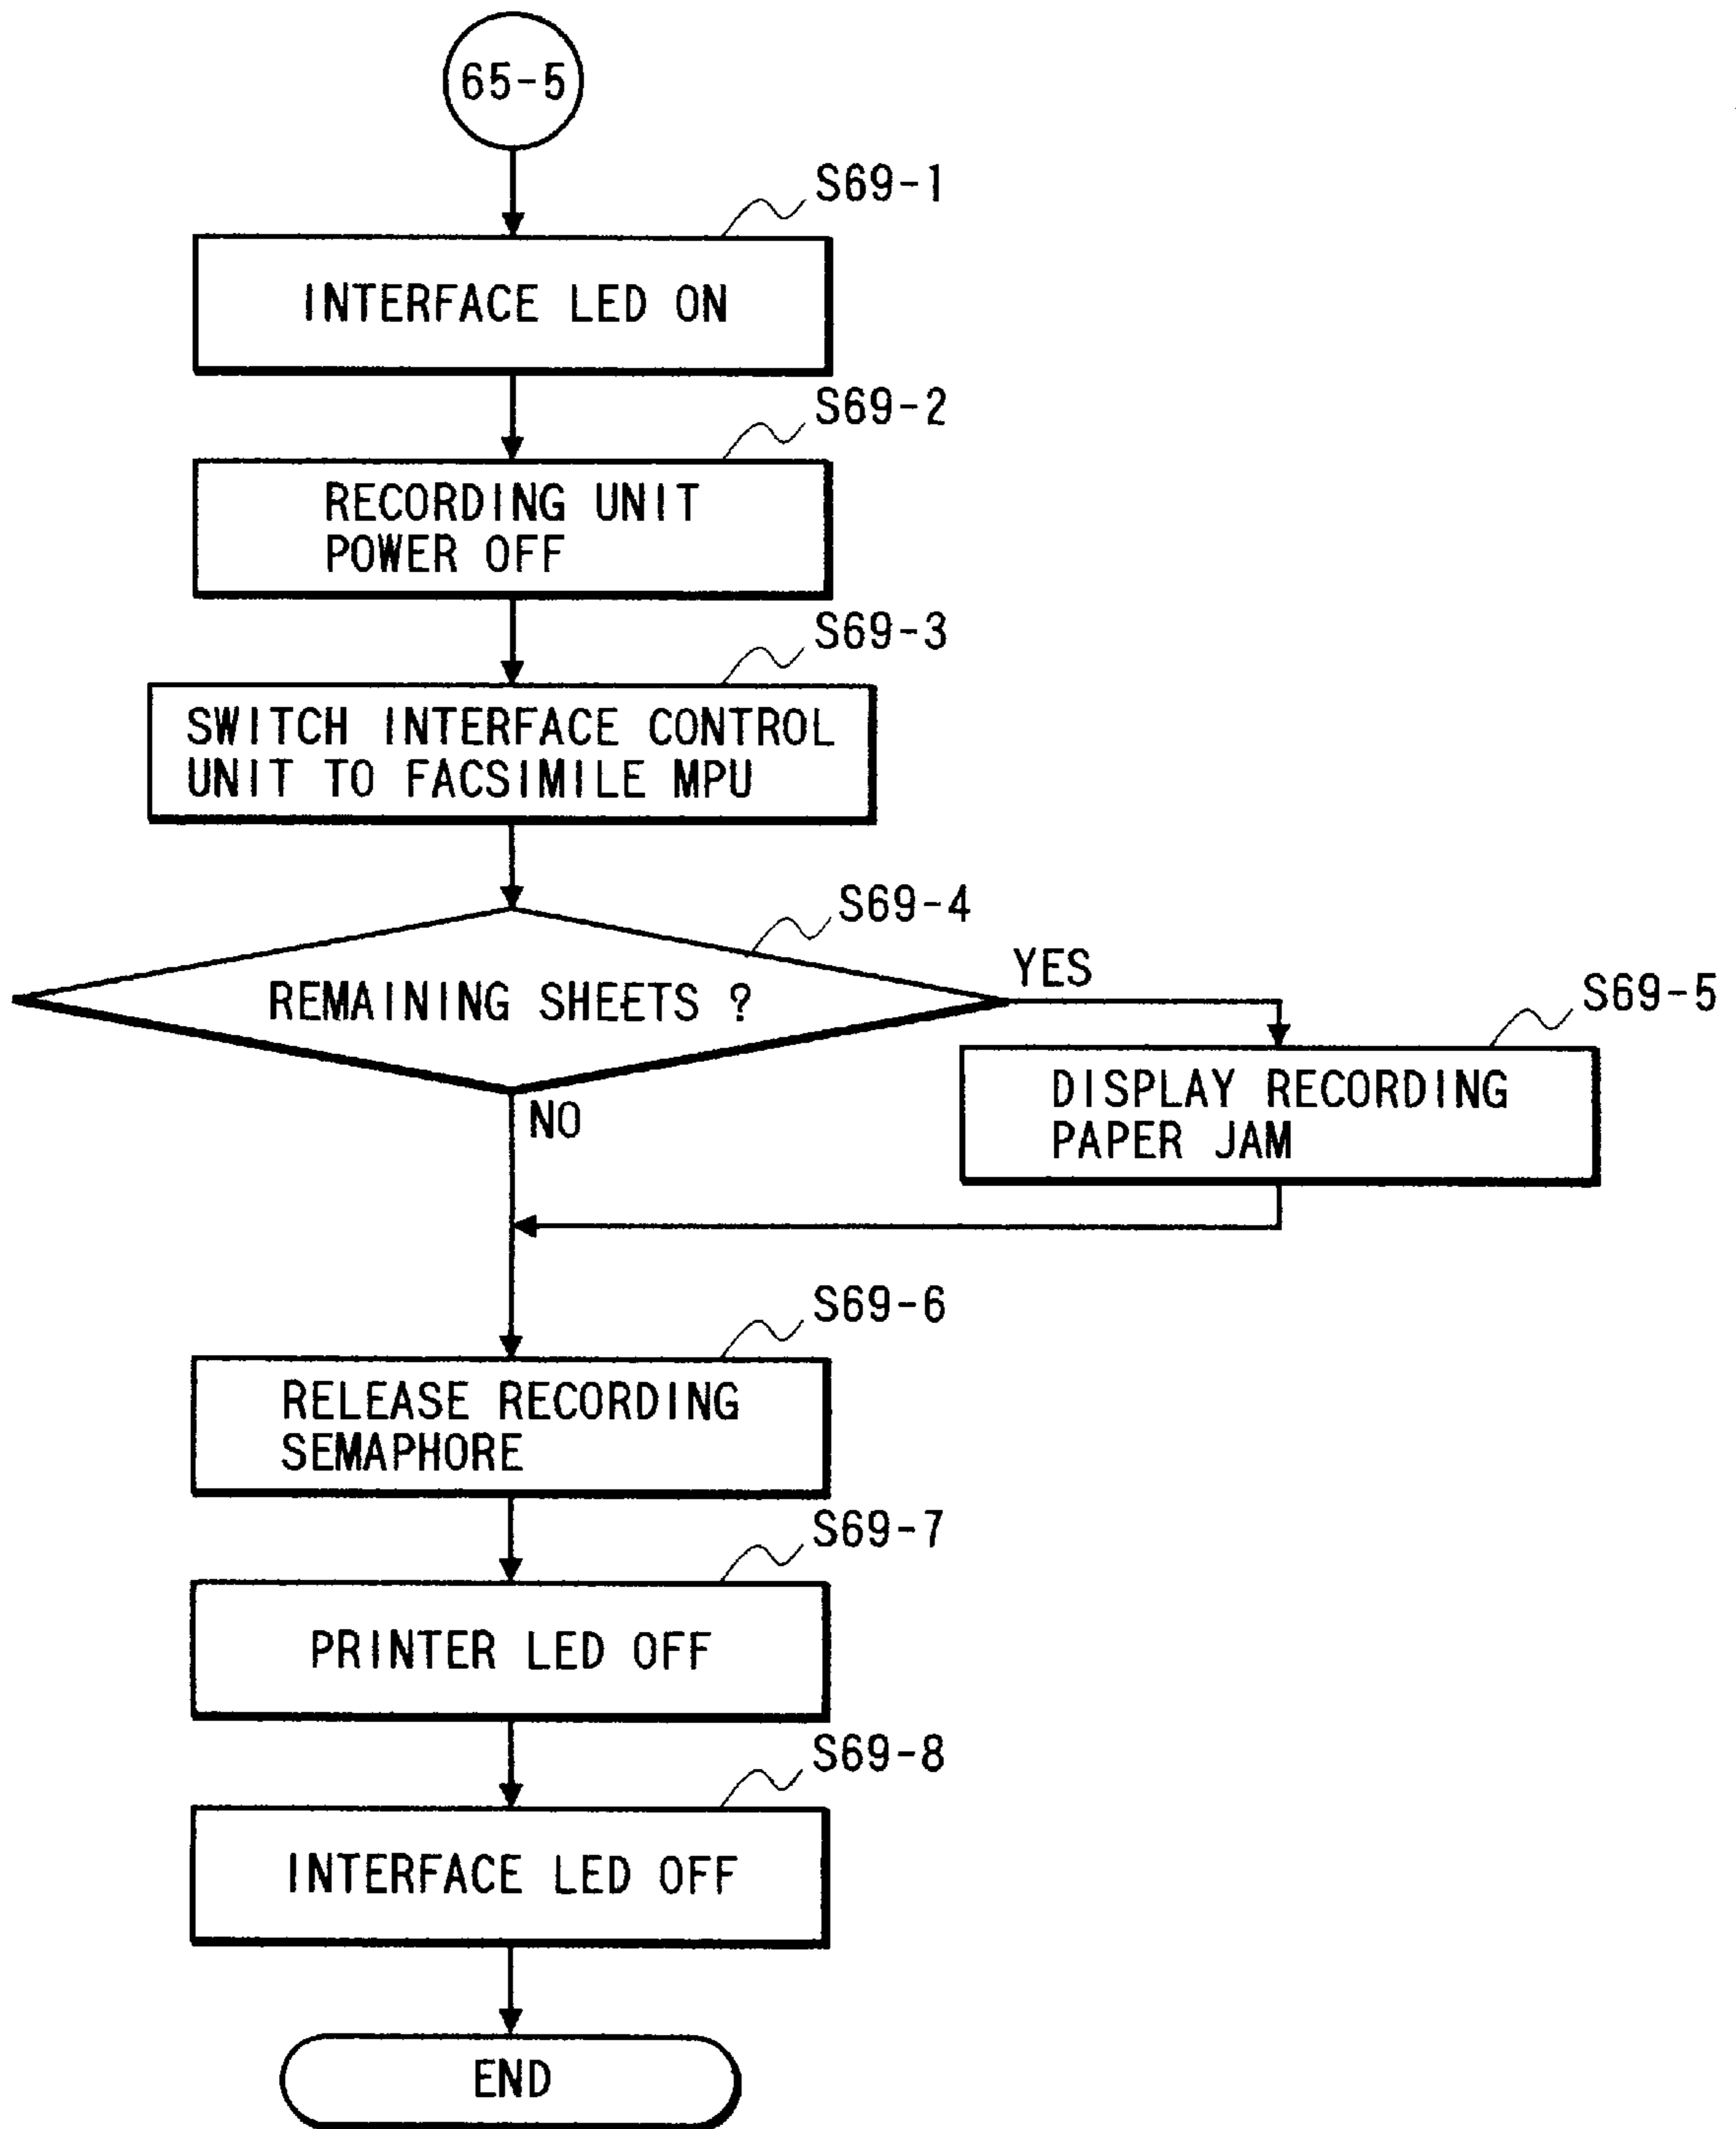 65-5
S69-1
INTERFACE LED ON
S69-2
RECORDING UNIT
POWER OFF
S69-3
SWITCH INTERFACE CONTROL
UNIT TO FACSIMILE MPU
S69-4
REMAINING SHEETS ?
YES
S69-5
DISPLAY RECORDING
PAPER JAM
NO
S69-6
RELEASE RECORDING
SEMAPHORE
S69-7
PRINTER LED OFF
S69-8
INTERFACE LED OFF
END